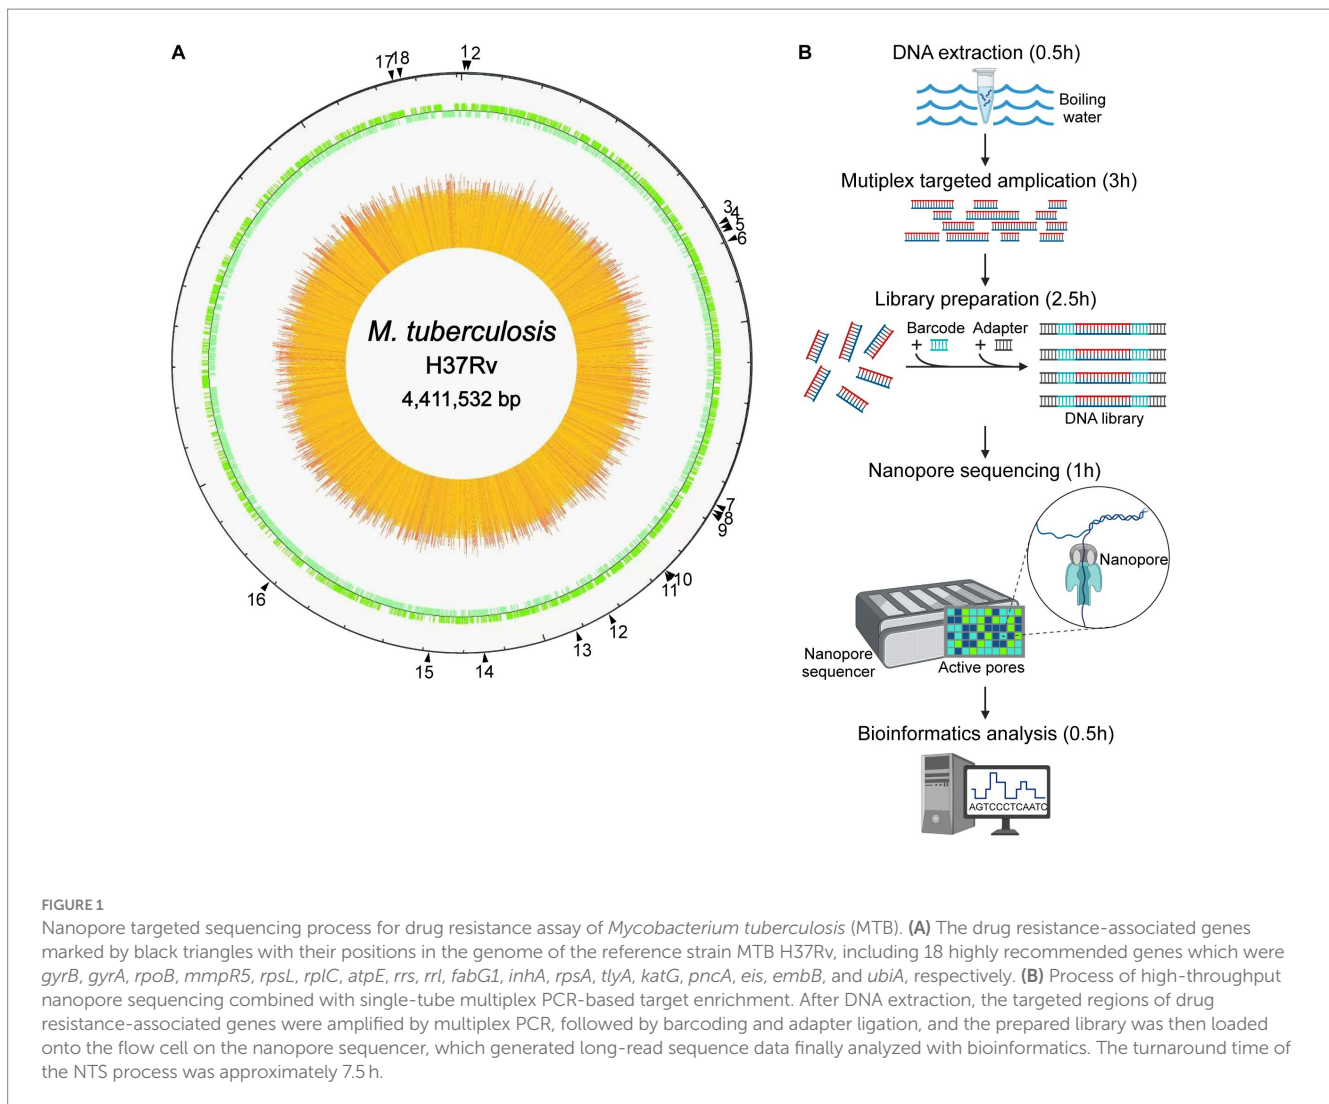 A
17
18
12
3
4
5
6
7
8
9
10
11
12
13
14
15
16
M. tuberculosis
H37Rv
4,411,532 bp
B
DNA extraction (0.5h)
Boiling
water
Mutiplex targeted amplication (3h)
Library preparation (2.5h)
Barcode Adapter
+ +
DNA library
Nanopore sequencing (1h)
Nanopore
Nanopore
sequencer
Active pores
Bioinformatics analysis (0.5h)
AGTCCCTCAATC
FIGURE 1
Nanopore targeted sequencing process for drug resistance assay of Mycobacterium tuberculosis (MTB). (A) The drug resistance-associated genes
marked by black triangles with their positions in the genome of the reference strain MTB H37Rv, including 18 highly recommended genes which were
gyrB, gyrA, rpoB, mmpR5, rpsL, rplC, atpE, rrs, rrl, fabG1, inhA, rpsA, tlyA, katG, pncA, eis, embB, and ubiA, respectively. (B) Process of high-throughput
nanopore sequencing combined with single-tube multiplex PCR-based target enrichment. After DNA extraction, the targeted regions of drug
resistance-associated genes were amplified by multiplex PCR, followed by barcoding and adapter ligation, and the prepared library was then loaded
onto the flow cell on the nanopore sequencer, which generated long-read sequence data finally analyzed with bioinformatics. The turnaround time of
the NTS process was approximately 7.5 h.